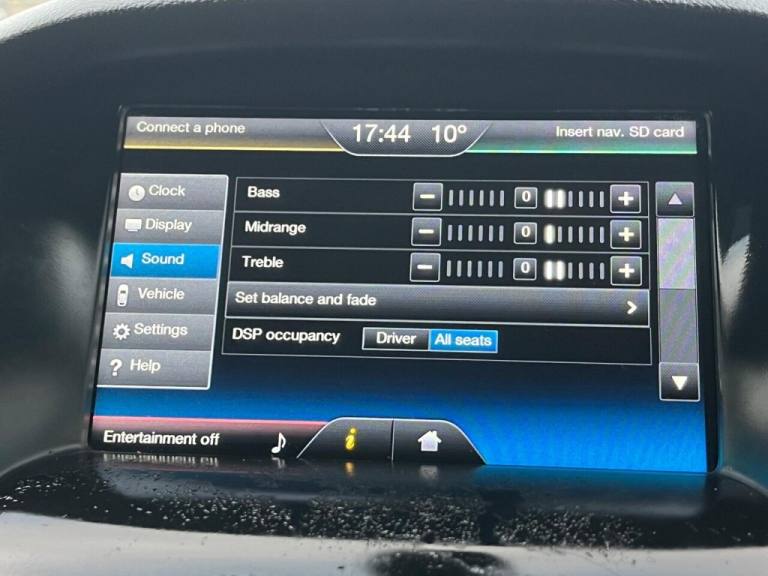 Connect a phone
17:44 10°
Insert nav. SD card
Clock
Display
Sound
Vehicle
Settings
? Help
Bass − 0 +
Midrange − 0 +
Treble − 0 +
Set balance and fade >
DSP occupancy Driver All seats
Entertainment off
i